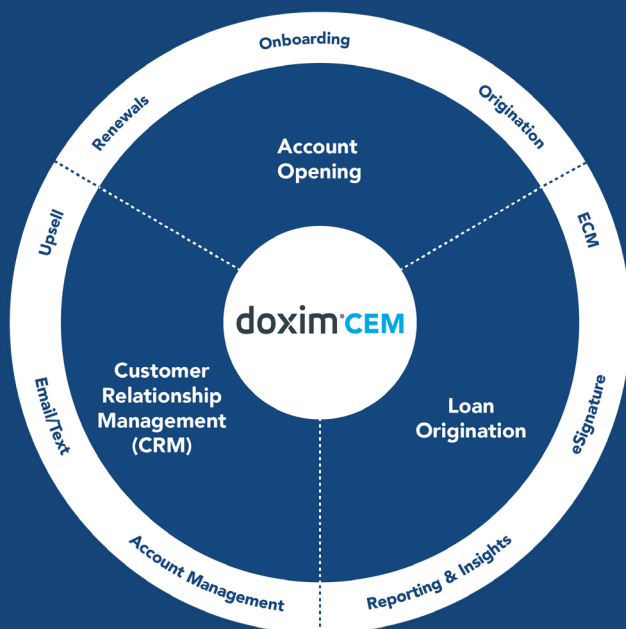 Onboarding
Renewals
Origination
Account
Opening
Upsell
ECM
doxim® CEM
Customer
Relationship
Management
(CRM)
Loan
Origination
Email/Text
eSignature
Account Management
Reporting & Insights